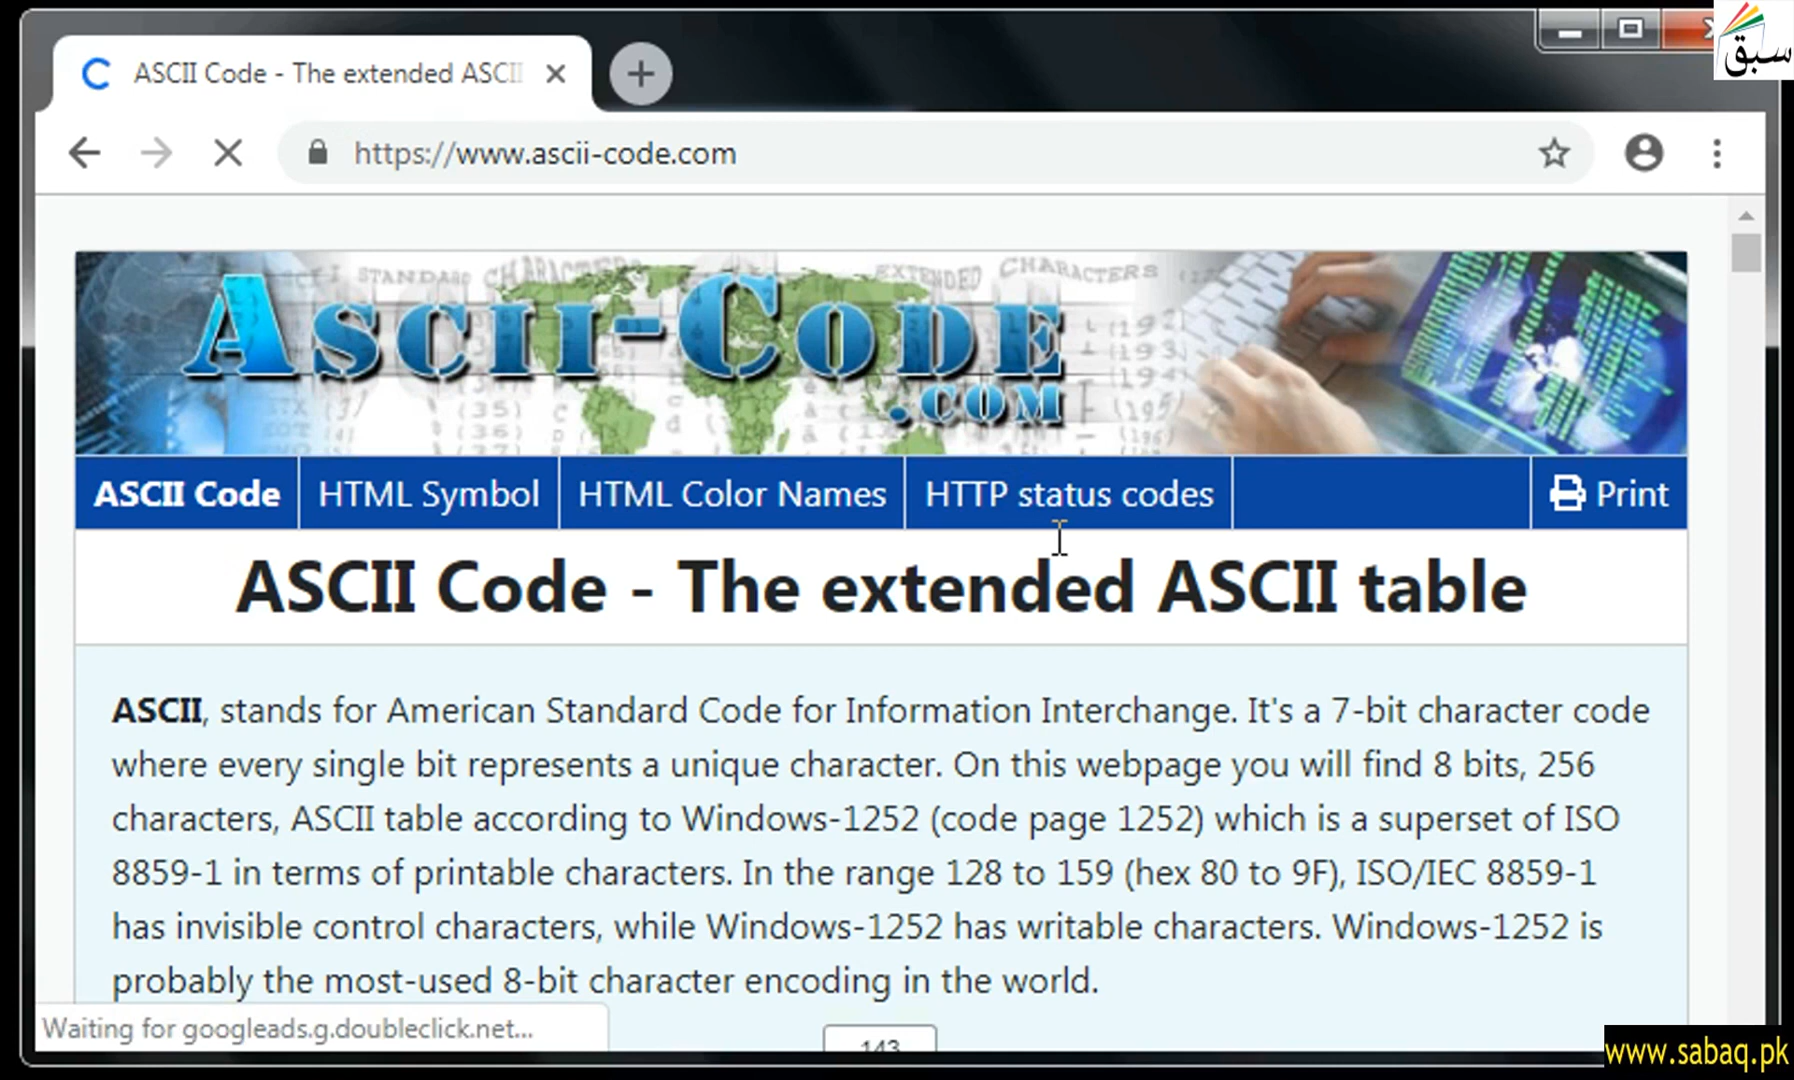 سبق
ASCII Code - The extended ASCII
https://www.ascii-code.com
STANDARD CHARACTERS
EXTENDED CHARACTERS
ASCII-CODE
.COM
ASCII Code
HTML Symbol
HTML Color Names
HTTP status codes
Print
ASCII Code - The extended ASCII table
ASCII, stands for American Standard Code for Information Interchange. It's a 7-bit character code
where every single bit represents a unique character. On this webpage you will find 8 bits, 256
characters, ASCII table according to Windows-1252 (code page 1252) which is a superset of ISO
8859-1 in terms of printable characters. In the range 128 to 159 (hex 80 to 9F), ISO/IEC 8859-1
has invisible control characters, while Windows-1252 has writable characters. Windows-1252 is
probably the most-used 8-bit character encoding in the world.
Waiting for googleads.g.doubleclick.net...
143
www.sabaq.pk